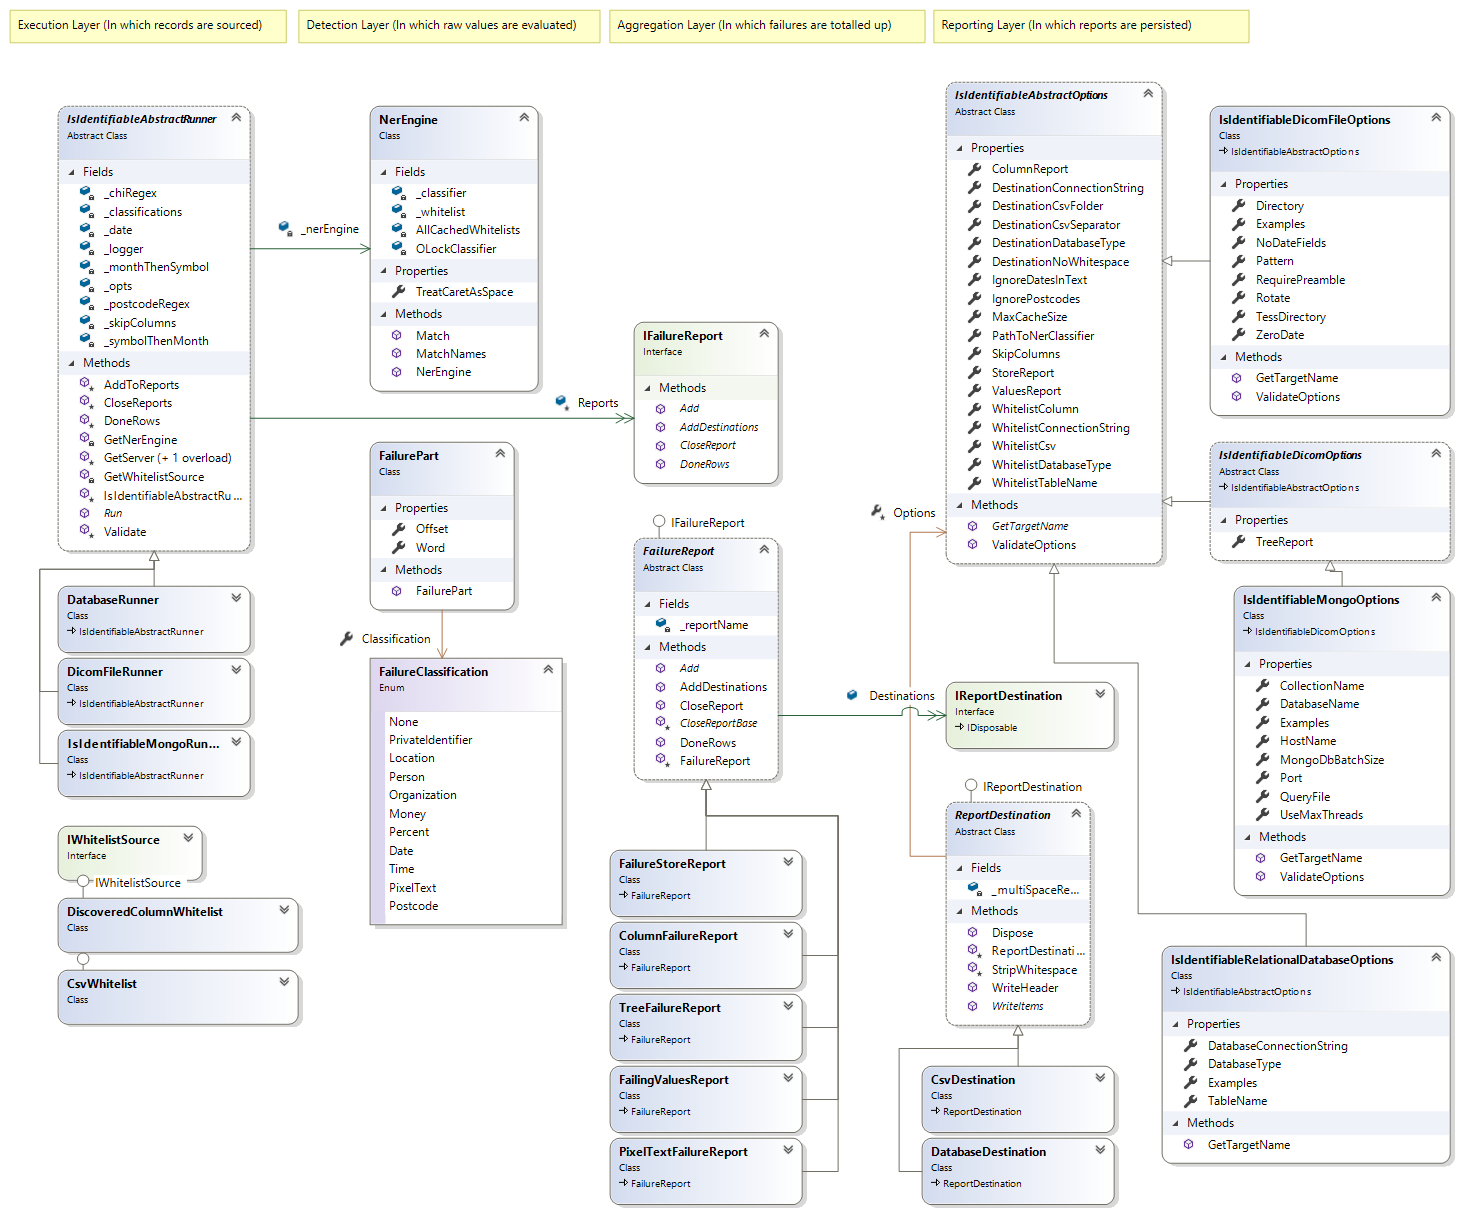 Execution Layer (In which records are sourced)
Detection Layer (In which raw values are evaluated)
Aggregation Layer (In which failures are totalled up)
Reporting Layer (In which reports are persisted)
IsIdentifiableAbstractRunner
Abstract Class
Fields
_chiRegex
_classifications
_date
_logger
_monthThenSymbol
_opts
_postcodeRegex
_skipColumns
_symbolThenMonth
Methods
AddToReports
CloseReports
DoneRows
GetNerEngine
GetServer (+ 1 overload)
GetWhitelistSource
IsIdentifiableAbstractRu...
Run
Validate
DatabaseRunner
Class
IsIdentifiableAbstractRunner
DicomFileRunner
Class
IsIdentifiableAbstractRunner
IsIdentifiableMongoRun...
Class
IsIdentifiableAbstractRunner
IWhitelistSource
Interface
IWhitelistSource
DiscoveredColumnWhitelist
Class
CsvWhitelist
Class
_nerEngine
NerEngine
Class
Fields
_classifier
_whitelist
AllCachedWhitelists
OLockClassifier
Properties
TreatCaretAsSpace
Methods
Match
MatchNames
NerEngine
Reports
FailurePart
Class
Properties
Offset
Word
Methods
FailurePart
Classification
FailureClassification
Enum
None
PrivateIdentifier
Location
Person
Organization
Money
Percent
Date
Time
PixelText
Postcode
IFailureReport
Interface
Methods
Add
AddDestinations
CloseReport
DoneRows
IFailureReport
FailureReport
Abstract Class
Fields
_reportName
Methods
Add
AddDestinations
CloseReport
CloseReportBase
DoneRows
FailureReport
FailureStoreReport
Class
FailureReport
ColumnFailureReport
Class
FailureReport
TreeFailureReport
Class
FailureReport
FailingValuesReport
Class
FailureReport
PixelTextFailureReport
Class
FailureReport
IsIdentifiableAbstractOptions
Abstract Class
Properties
ColumnReport
DestinationConnectionString
DestinationCsvFolder
DestinationCsvSeparator
DestinationDatabaseType
DestinationNoWhitespace
IgnoreDatesInText
IgnorePostcodes
MaxCacheSize
PathToNerClassifier
SkipColumns
StoreReport
ValuesReport
WhitelistColumn
WhitelistConnectionString
WhitelistCsv
WhitelistDatabaseType
WhitelistTableName
Methods
GetTargetName
ValidateOptions
Options
Destinations
IReportDestination
Interface
IDisposable
IReportDestination
ReportDestination
Abstract Class
Fields
_multiSpaceRe...
Methods
Dispose
ReportDestinati...
StripWhitespace
WriteHeader
WriteItems
CsvDestination
Class
ReportDestination
DatabaseDestination
Class
ReportDestination
IsIdentifiableDicomFileOptions
Class
IsIdentifiableAbstractOptions
Properties
Directory
Examples
NoDateFields
Pattern
RequirePreamble
Rotate
TessDirectory
ZeroDate
Methods
GetTargetName
ValidateOptions
IsIdentifiableDicomOptions
Abstract Class
IsIdentifiableAbstractOptions
Properties
TreeReport
IsIdentifiableMongoOptions
Class
IsIdentifiableDicomOptions
Properties
CollectionName
DatabaseName
Examples
HostName
MongoDbBatchSize
Port
QueryFile
UseMaxThreads
Methods
GetTargetName
ValidateOptions
IsIdentifiableRelationalDatabaseOptions
Class
IsIdentifiableAbstractOptions
Properties
DatabaseConnectionString
DatabaseType
Examples
TableName
Methods
GetTargetName